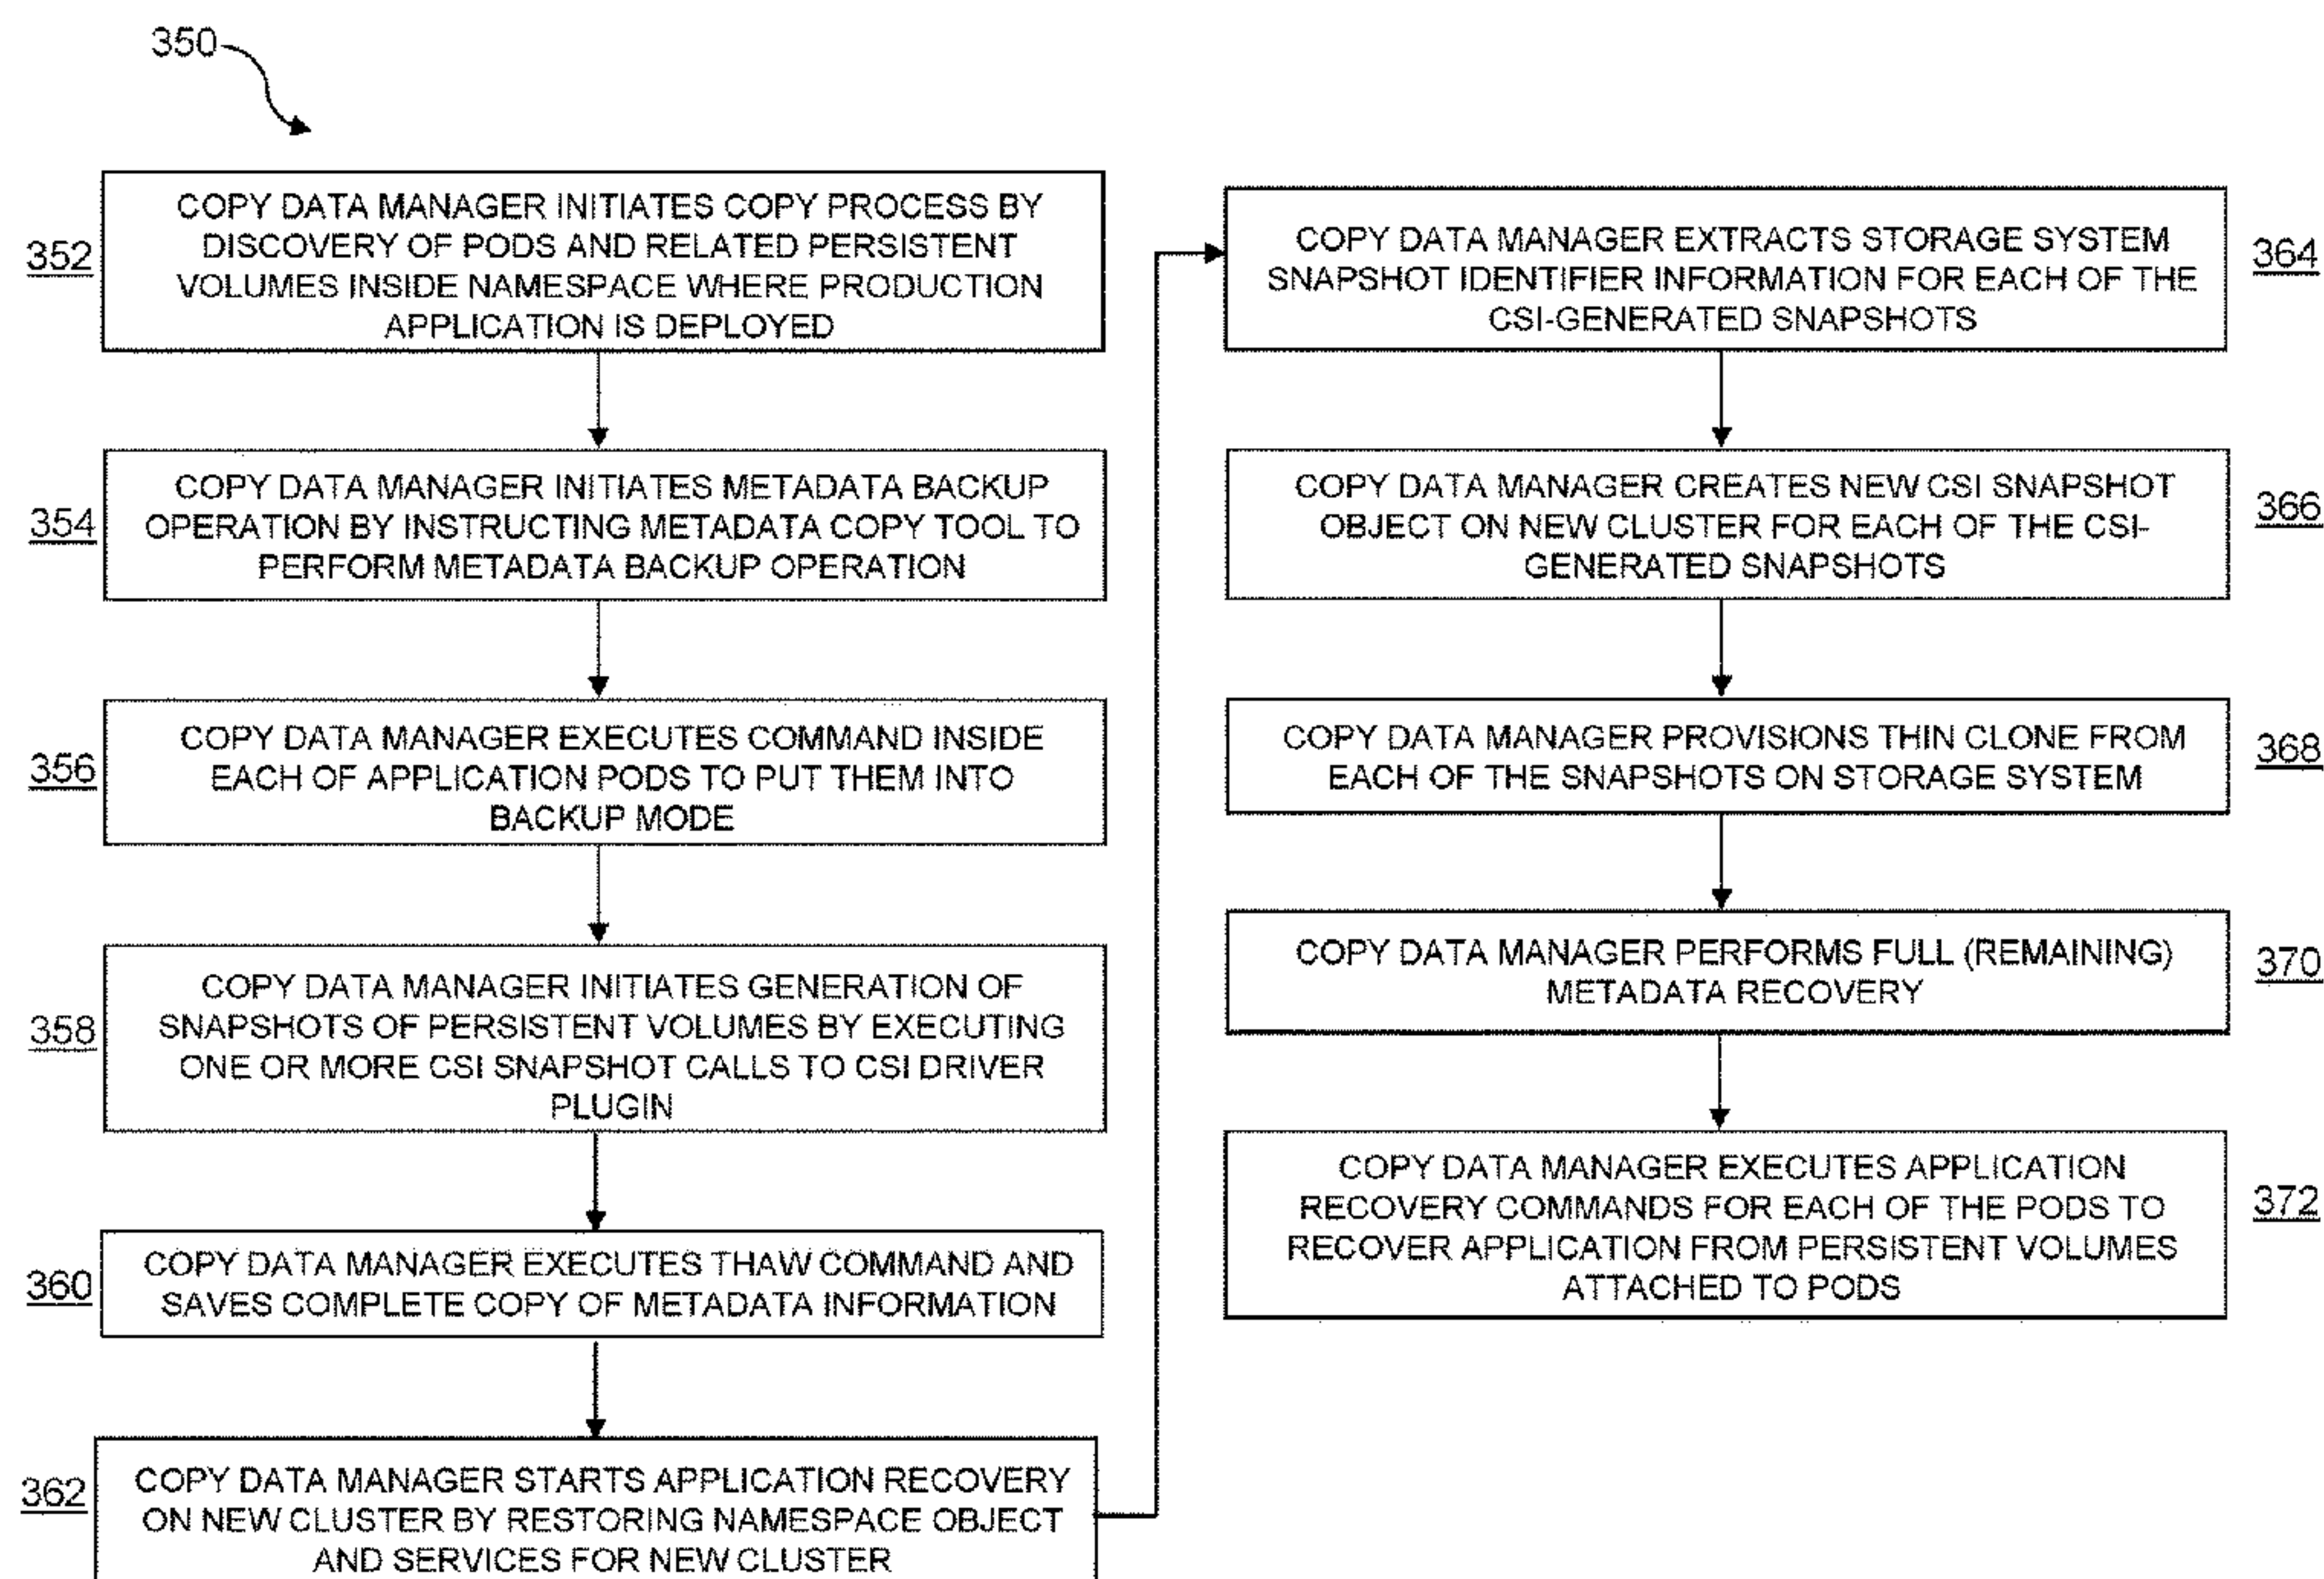 350
352
COPY DATA MANAGER INITIATES COPY PROCESS BY
DISCOVERY OF PODS AND RELATED PERSISTENT
VOLUMES INSIDE NAMESPACE WHERE PRODUCTION
APPLICATION IS DEPLOYED
354
COPY DATA MANAGER INITIATES METADATA BACKUP
OPERATION BY INSTRUCTING METADATA COPY TOOL TO
PERFORM METADATA BACKUP OPERATION
356
COPY DATA MANAGER EXECUTES COMMAND INSIDE
EACH OF APPLICATION PODS TO PUT THEM INTO
BACKUP MODE
358
COPY DATA MANAGER INITIATES GENERATION OF
SNAPSHOTS OF PERSISTENT VOLUMES BY EXECUTING
ONE OR MORE CSI SNAPSHOT CALLS TO CSI DRIVER
PLUGIN
360
COPY DATA MANAGER EXECUTES THAW COMMAND AND
SAVES COMPLETE COPY OF METADATA INFORMATION
362
COPY DATA MANAGER STARTS APPLICATION RECOVERY
ON NEW CLUSTER BY RESTORING NAMESPACE OBJECT
AND SERVICES FOR NEW CLUSTER
COPY DATA MANAGER EXTRACTS STORAGE SYSTEM
SNAPSHOT IDENTIFIER INFORMATION FOR EACH OF THE
CSI-GENERATED SNAPSHOTS
364
COPY DATA MANAGER CREATES NEW CSI SNAPSHOT
OBJECT ON NEW CLUSTER FOR EACH OF THE CSI-
GENERATED SNAPSHOTS
366
COPY DATA MANAGER PROVISIONS THIN CLONE FROM
EACH OF THE SNAPSHOTS ON STORAGE SYSTEM
368
COPY DATA MANAGER PERFORMS FULL (REMAINING)
METADATA RECOVERY
370
COPY DATA MANAGER EXECUTES APPLICATION
RECOVERY COMMANDS FOR EACH OF THE PODS TO
RECOVER APPLICATION FROM PERSISTENT VOLUMES
ATTACHED TO PODS
372